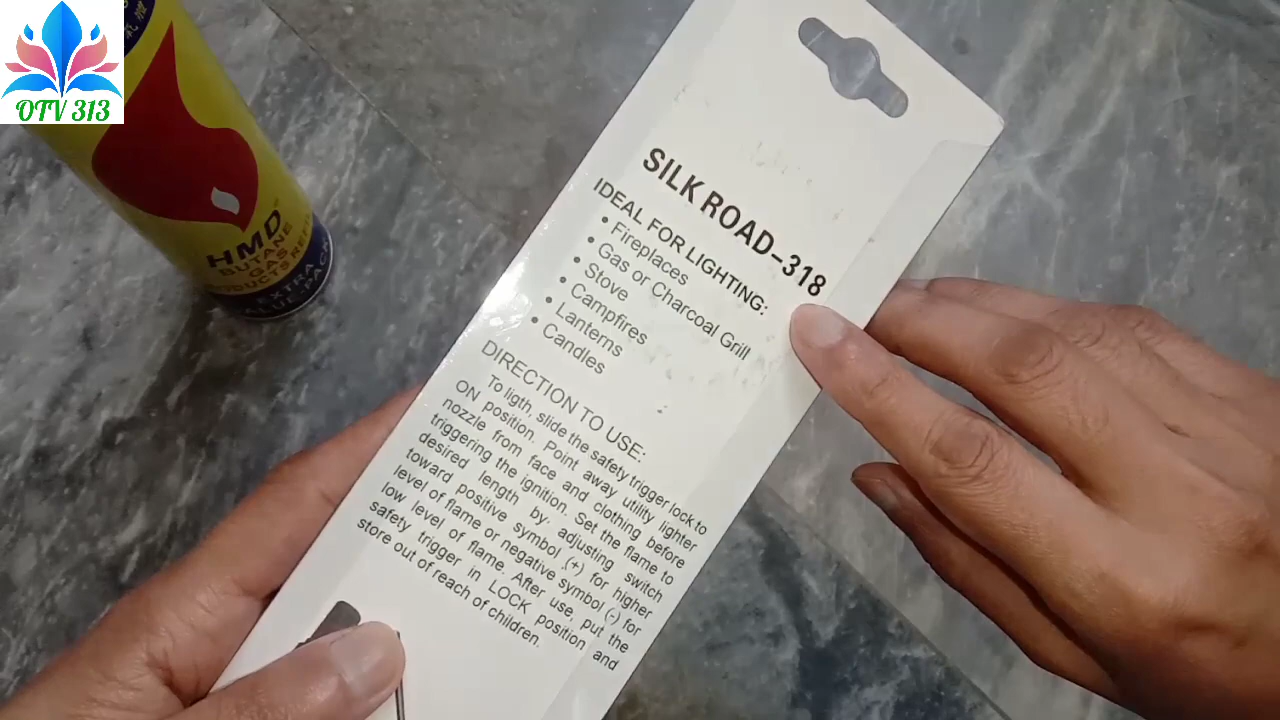 OTV 313
HMD
BUTANE
GAS
EXTRA
SILK ROAD-318
IDEAL FOR LIGHTING:
• Fireplaces
• Gas or Charcoal Grill
• Stove
• Campfires
• Lanterns
• Candles
DIRECTION TO USE:
To ligth, slide the safety trigger lock to
ON position. Point away utility lighter
nozzle from face and clothing before
triggering the ignition. Set the flame to
desired length by, adjusting switch
toward positive symbol (+) for higher
level of flame or negative symbol (-) for
low level of flame. After use, put the
safety trigger in LOCK position and
store out of reach of children.